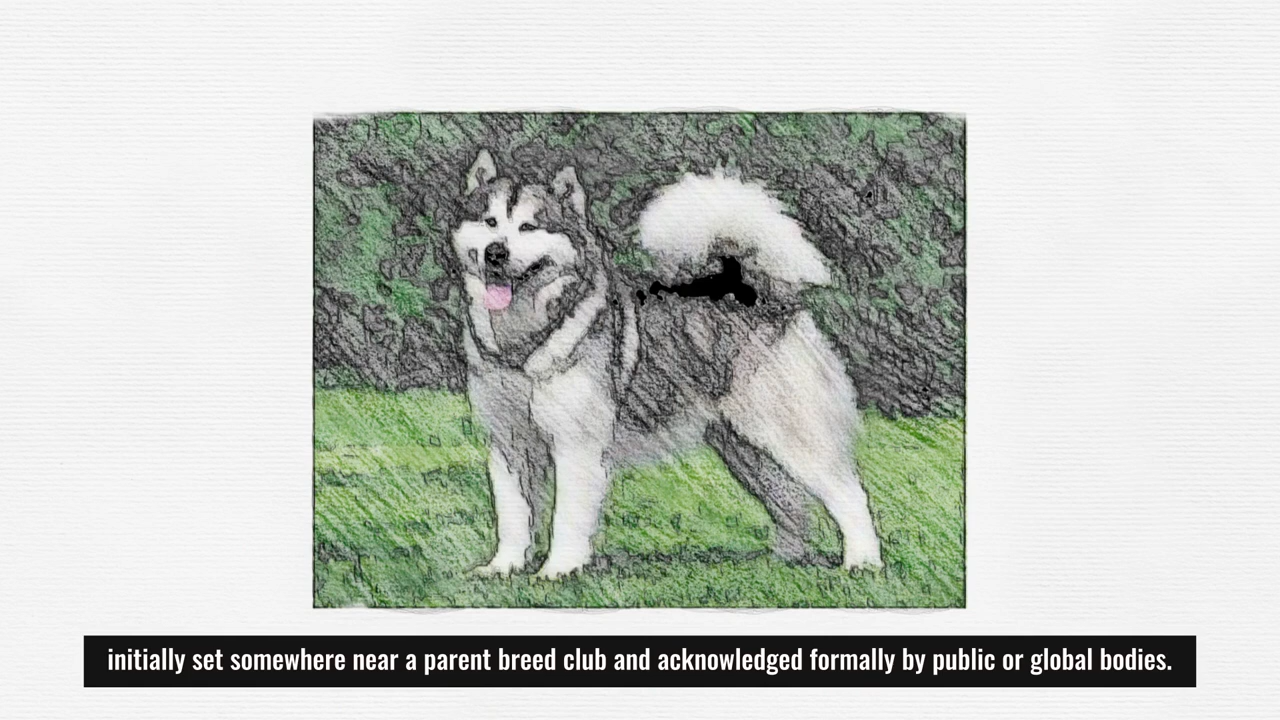 initially set somewhere near a parent breed club and acknowledged formally by public or global bodies.